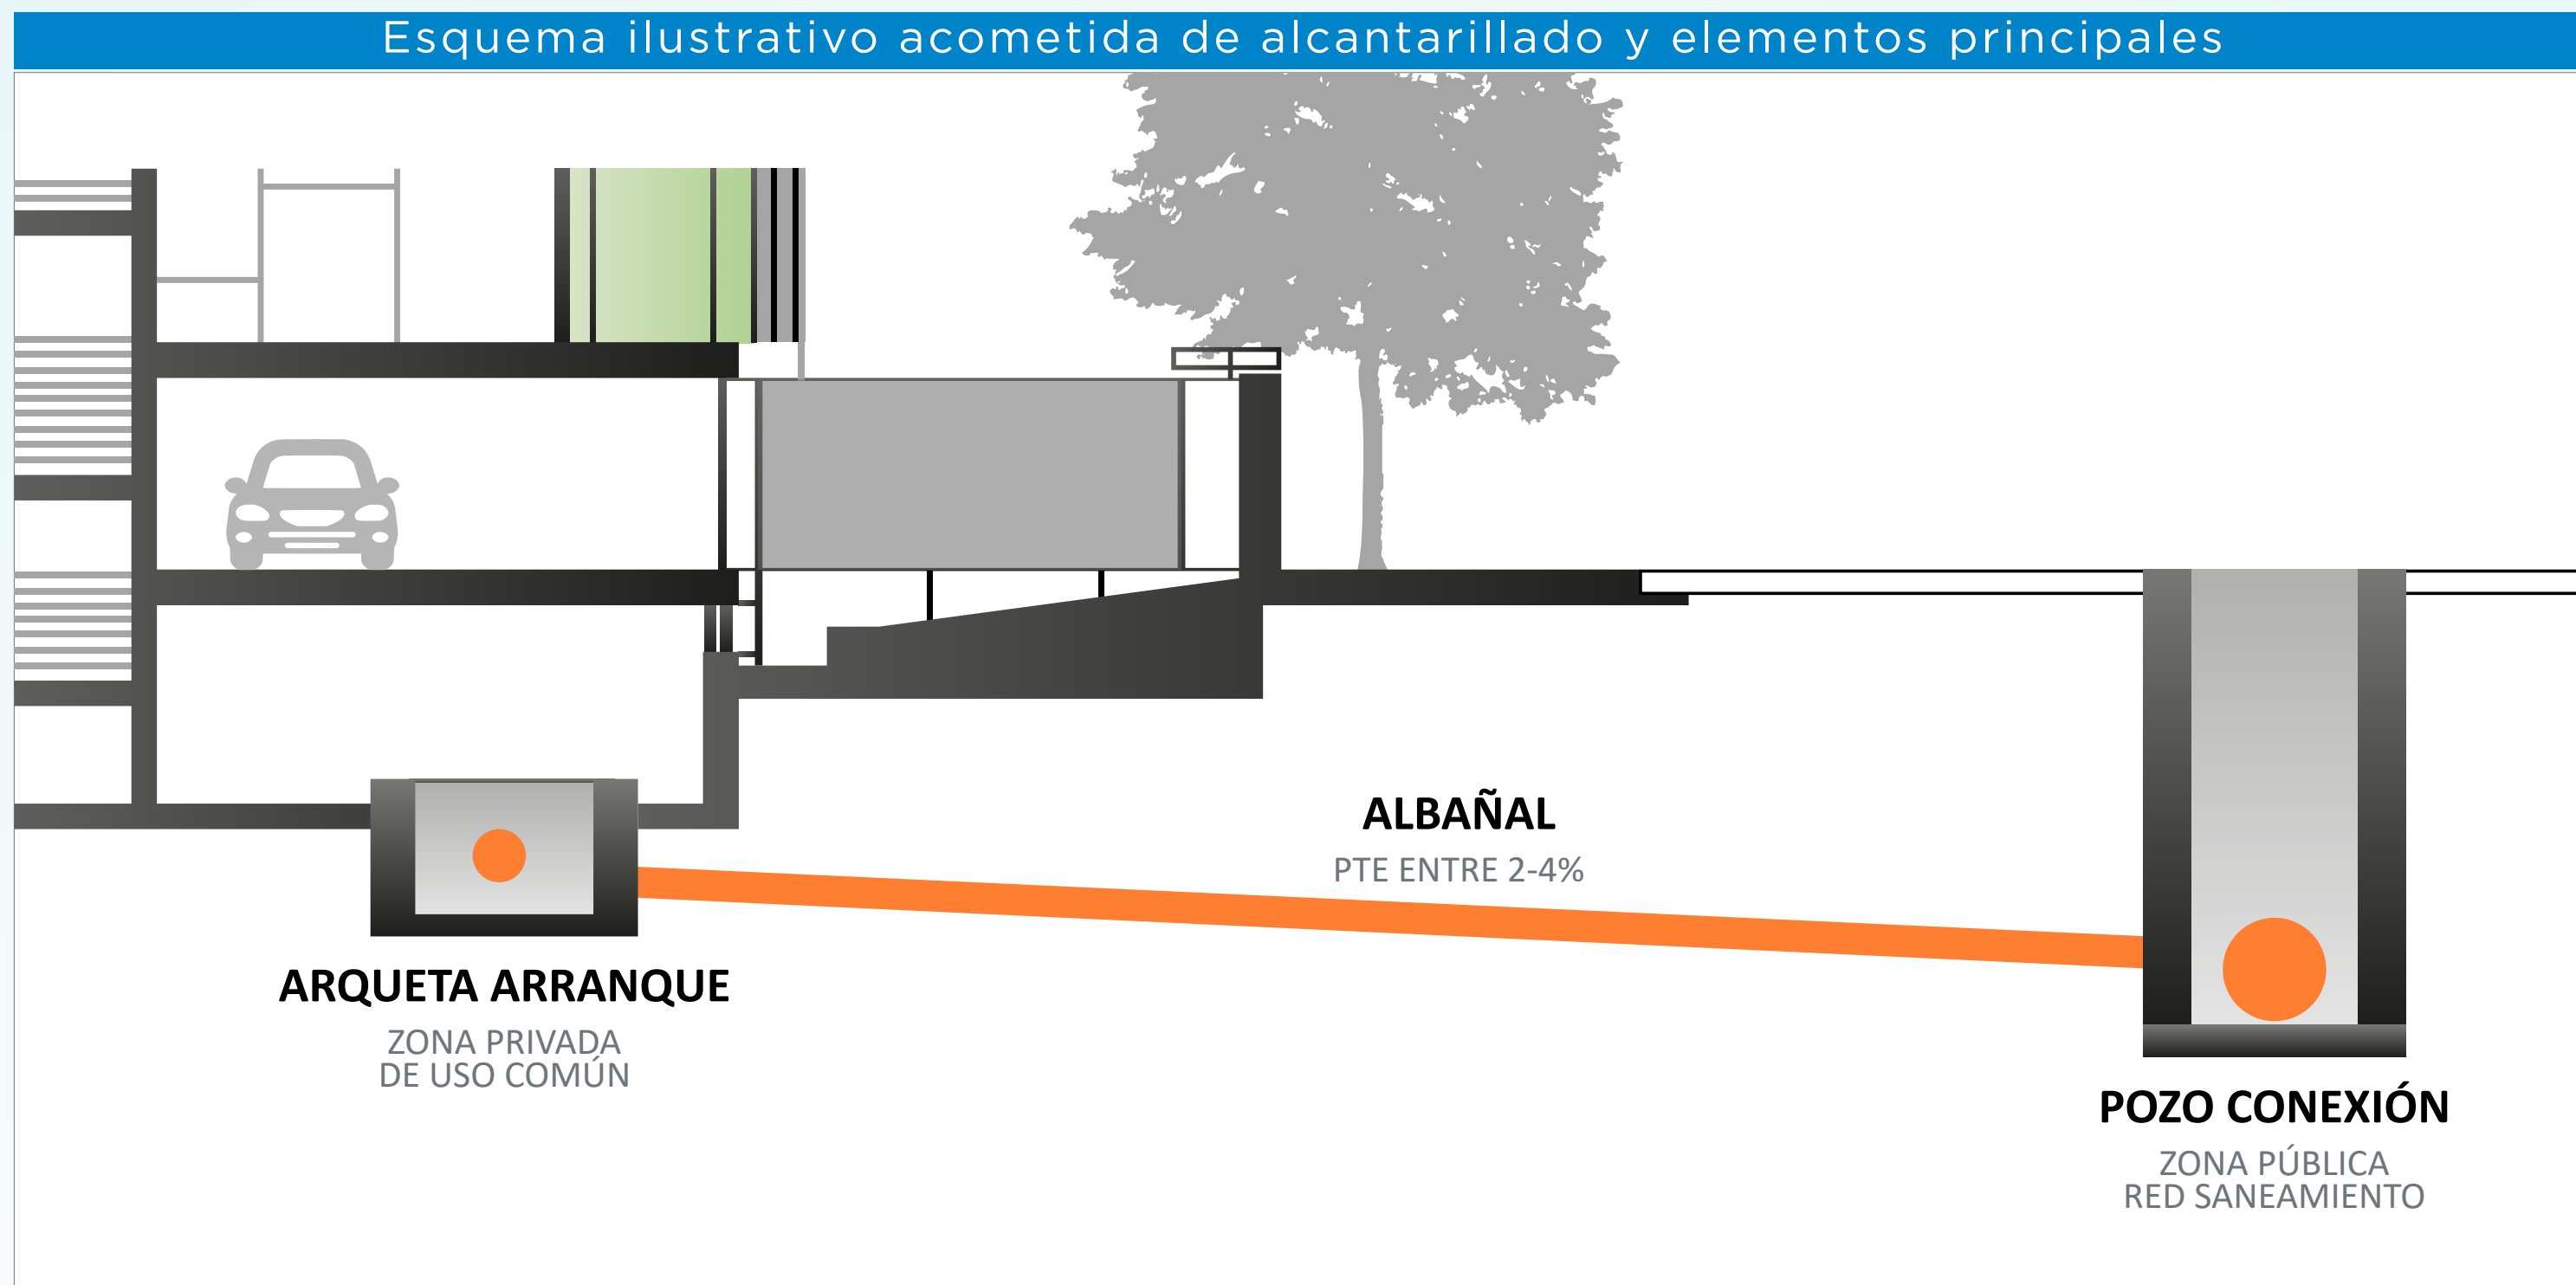 Esquema ilustrativo acometida de alcantarillado y elementos principales
ALBAÑAL
PTE ENTRE 2-4%
ARQUETA ARRANQUE
ZONA PRIVADA
DE USO COMÚN
POZO CONEXIÓN
ZONA PÚBLICA
RED SANEAMIENTO